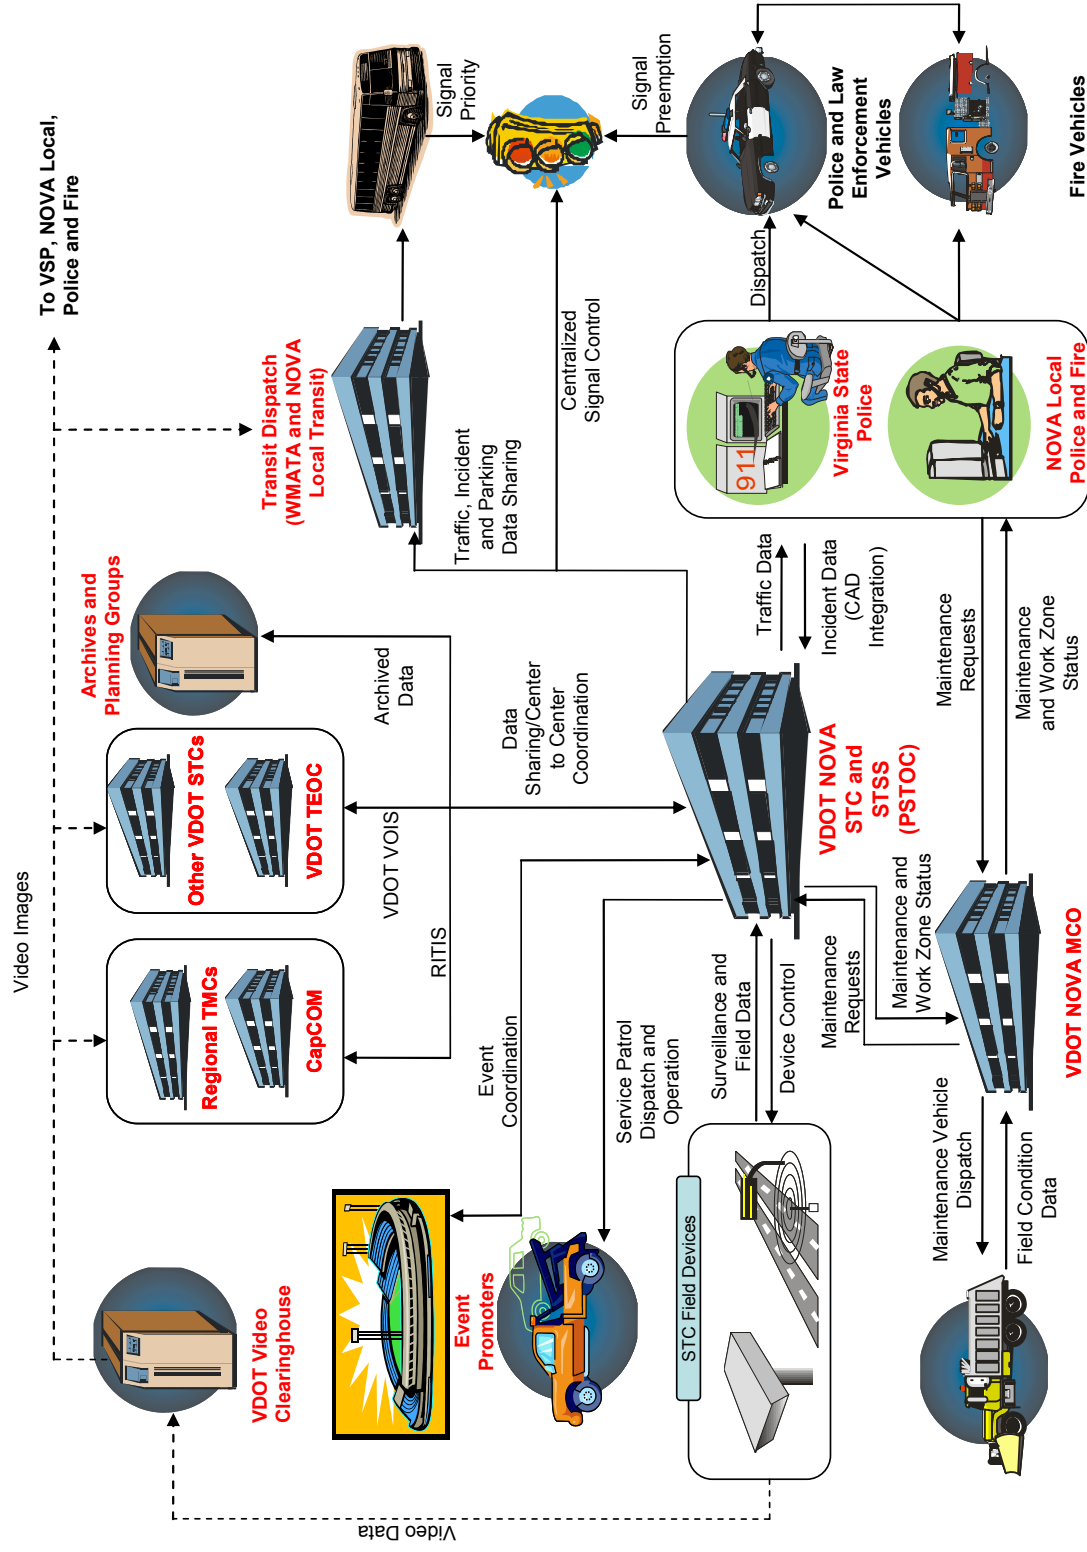 Video Images
To VSP, NOVA Local,
Police and Fire
VDOT Video
Clearinghouse
Regional TMCs
CapCOM
Other VDOT STCs
VDOT TEOC
Archives and
Planning Groups
Transit Dispatch
(WMATA and NOVA
Local Transit)
Signal
Priority
RITIS
VDOT VOIS
Archived
Data
Event
Promoters
Event
Coordination
Data
Sharing/Center
to Center
Coordination
Traffic, Incident
and Parking
Data Sharing
Centralized
Signal Control
Signal
Preemption
Service Patrol
Dispatch and
Operation
Video Data
STC Field Devices
Surveillance and
Field Data
Device Control
VDOT NOVA
STC and
STSS
(PSTOC)
Traffic Data
Incident Data
(CAD
Integration)
911
Virginia State
Police
NOVA Local
Police and Fire
Dispatch
Police and Law
Enforcement
Vehicles
Fire Vehicles
Maintenance
Requests
Maintenance and
Work Zone Status
Maintenance
Requests
Maintenance
and Work Zone
Status
Maintenance Vehicle
Dispatch
Field Condition
Data
VDOT NOVA MCO